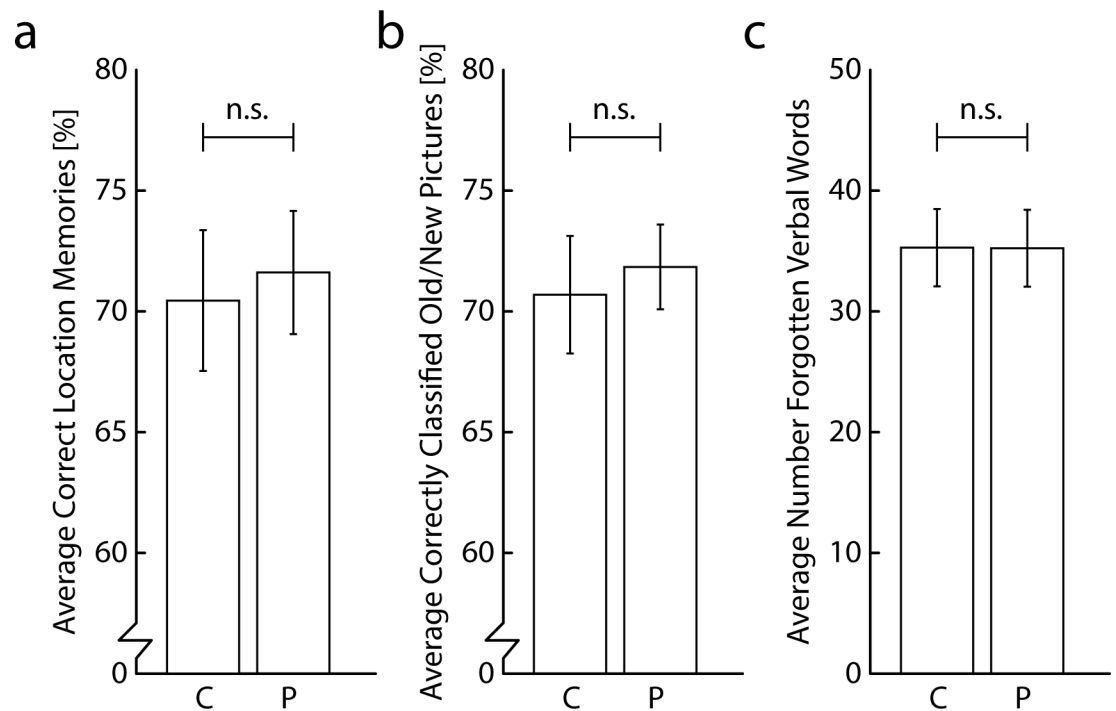 a
Average Correct Location Memories [%]
80
75
70
65
60
0
n.s.
C P
b
Average Correctly Classified Old/New Pictures [%]
80
75
70
65
60
0
n.s.
C P
c
Average Number Forgotten Verbal Words
50
40
30
20
10
0
n.s.
C P